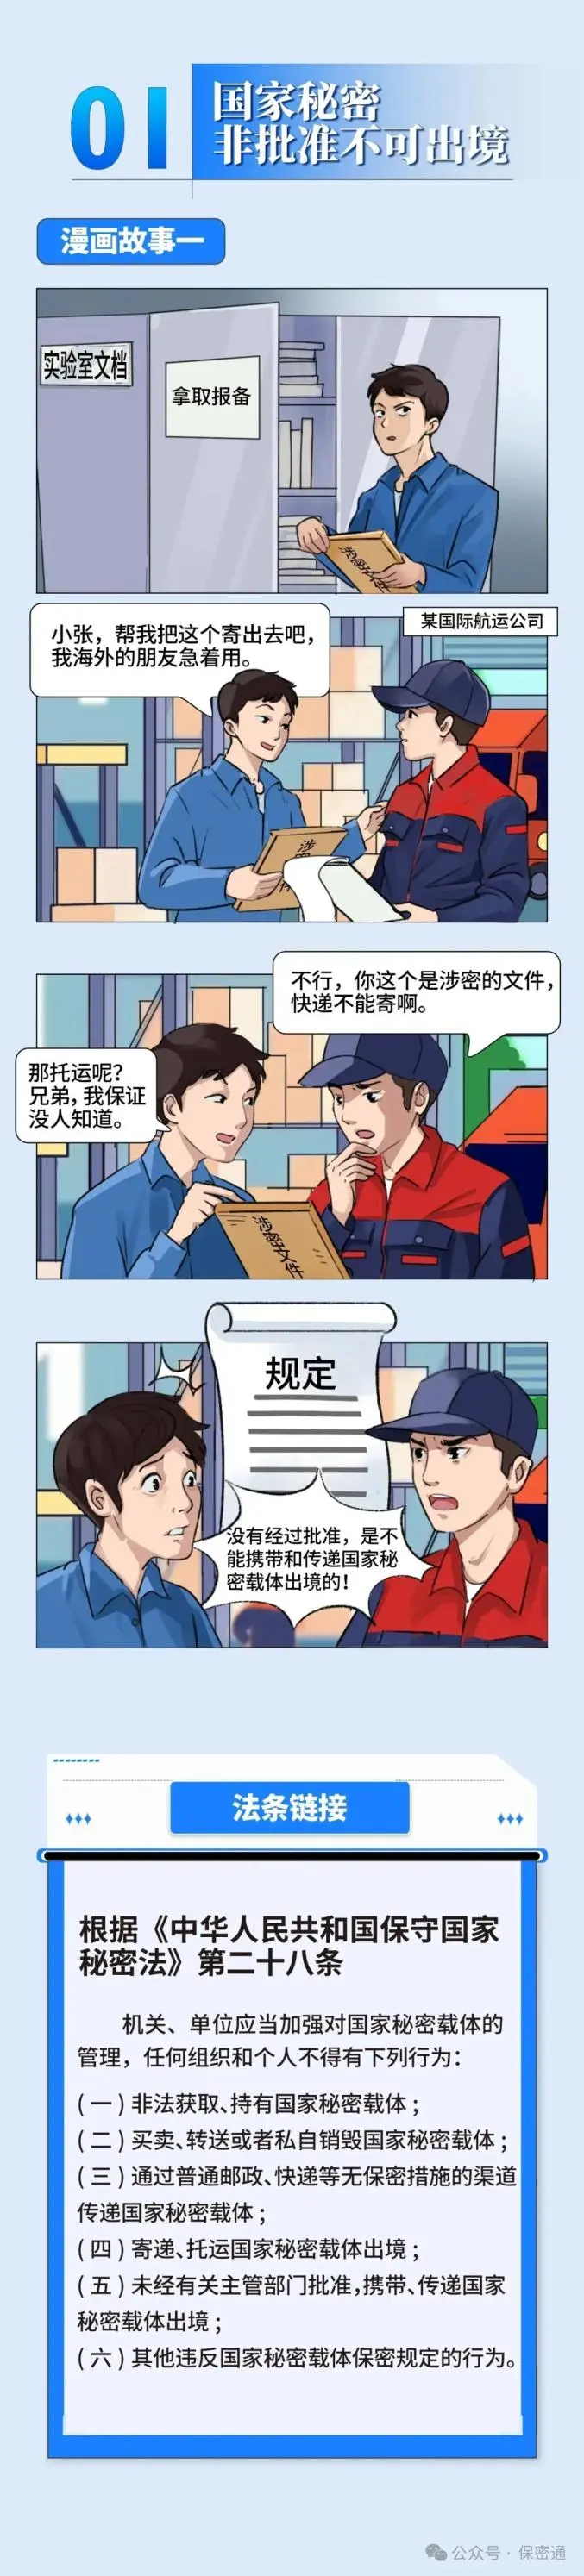 01
国家秘密
非批准不可出境
漫画故事一
实验室文档
拿取报备
涉密文件
小张，帮我把这个寄出去吧，
我海外的朋友急着用。
某国际航运公司
不行，你这个是涉密的文件，
快递不能寄啊。
那托运呢？
兄弟，我保证
没人知道。
涉密文件
规定
没有经过批准，是不
能携带和传递国家秘
密载体出境的！
法条链接
根据《中华人民共和国保守国家
秘密法》第二十八条
机关、单位应当加强对国家秘密载体的
管理，任何组织和个人不得有下列行为：
(一)非法获取、持有国家秘密载体；
(二)买卖、转送或者私自销毁国家秘密载体；
(三)通过普通邮政、快递等无保密措施的渠道
传递国家秘密载体；
(四)寄递、托运国家秘密载体出境；
(五)未经有关主管部门批准，携带、传递国家
秘密载体出境；
(六)其他违反国家秘密载体保密规定的行为。
公众号·保密通